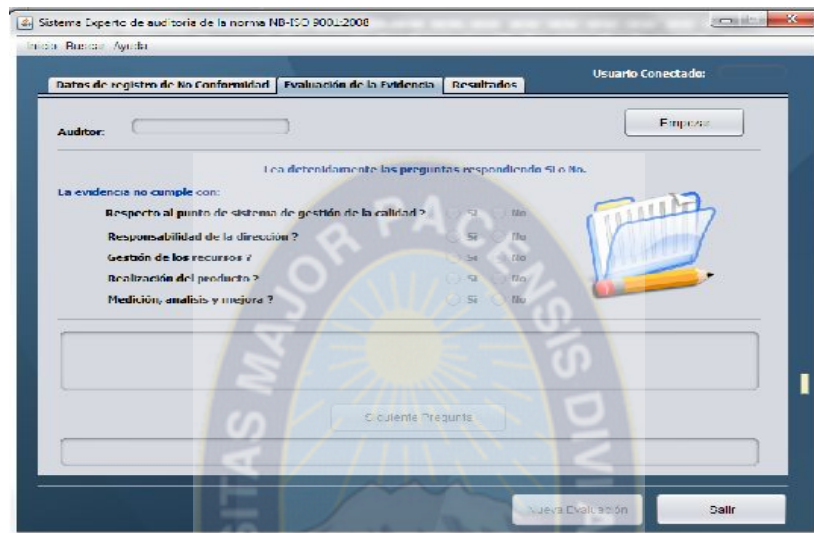 Sistema Experto de auditoria de la norma NB-ISO 9001:2008
Inicio Buscar Ayuda
Usuario Conectado:
Datos de registro de No Conformidad Evaluación de la Evidencia Resultados
Auditor:
Empezar
Lea detenidamente las preguntas respondiendo Si o No.
La evidencia no cumple con:
Respecto al punto de sistema de gestión de la calidad ? Si No
Responsabilidad de la dirección ? Si No
Gestión de los recursos ? Si No
Realización del producto ? Si No
Medición, analisis y mejora ? Si No
Siguiente Pregunta
Nueva Evaluación Salir
SITAS MAJOR PACENSIS DIVI